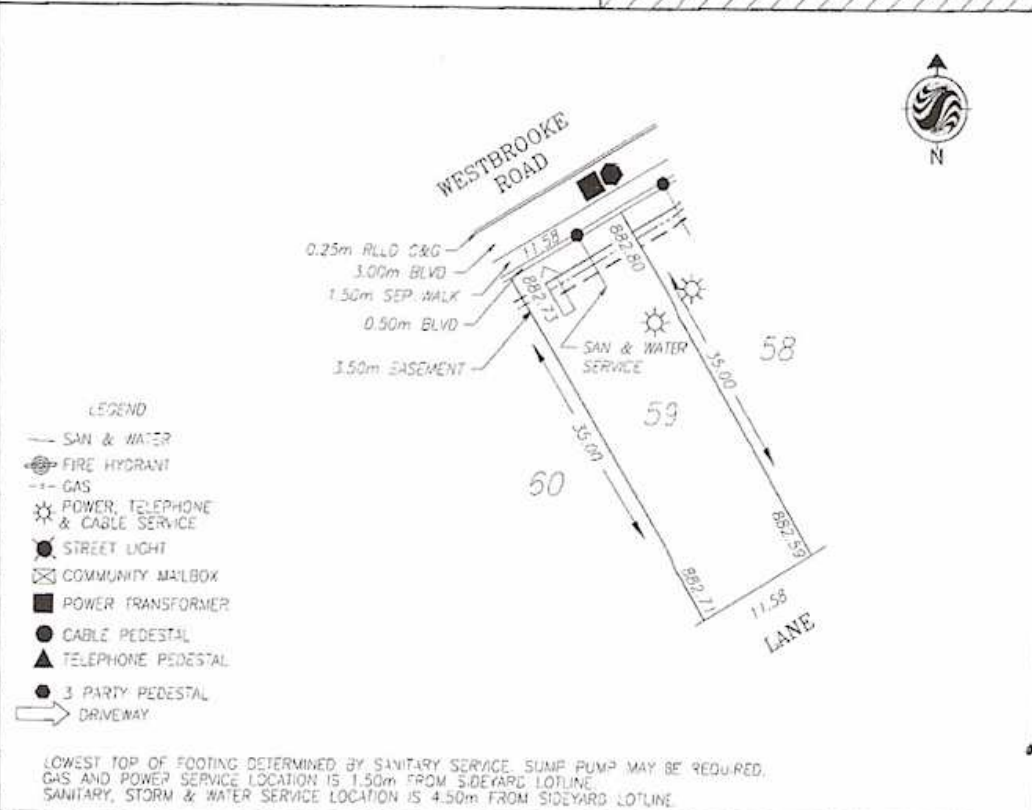 N
WESTBROOKE
ROAD
0.25m RLLD C&G
3.00m BLVD
1.50m SEP. WALK
0.50m BLVD
3.50m EASEMENT
11.58
882.80
882.73
SAN & WATER
SERVICE
58
59
60
35.00
35.00
882.59
882.71
11.58
LANE
LEGEND
SAN & WATER
FIRE HYDRANT
GAS
POWER, TELEPHONE
& CABLE SERVICE
STREET LIGHT
COMMUNITY MAILBOX
POWER TRANSFORMER
CABLE PEDESTAL
TELEPHONE PEDESTAL
3 PARTY PEDESTAL
DRIVEWAY
LOWEST TOP OF FOOTING DETERMINED BY SANITARY SERVICE. SUMP PUMP MAY BE REQUIRED.
GAS AND POWER SERVICE LOCATION IS 1.50m FROM SIDEYARD LOTLINE.
SANITARY, STORM & WATER SERVICE LOCATION IS 4.50m FROM SIDEYARD LOTLINE.